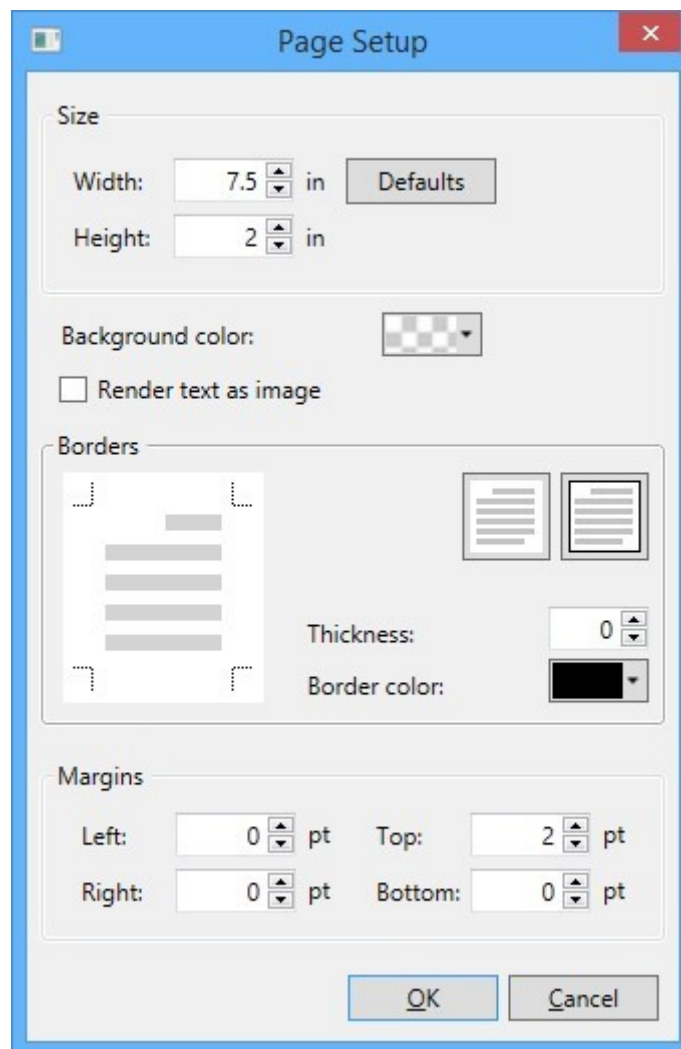 Page Setup
Size
Width: 7.5 in Defaults
Height: 2 in
Background color:
Render text as image
Borders
Thickness: 0
Border color:
Margins
Left: 0 pt Top: 2 pt
Right: 0 pt Bottom: 0 pt
OK Cancel